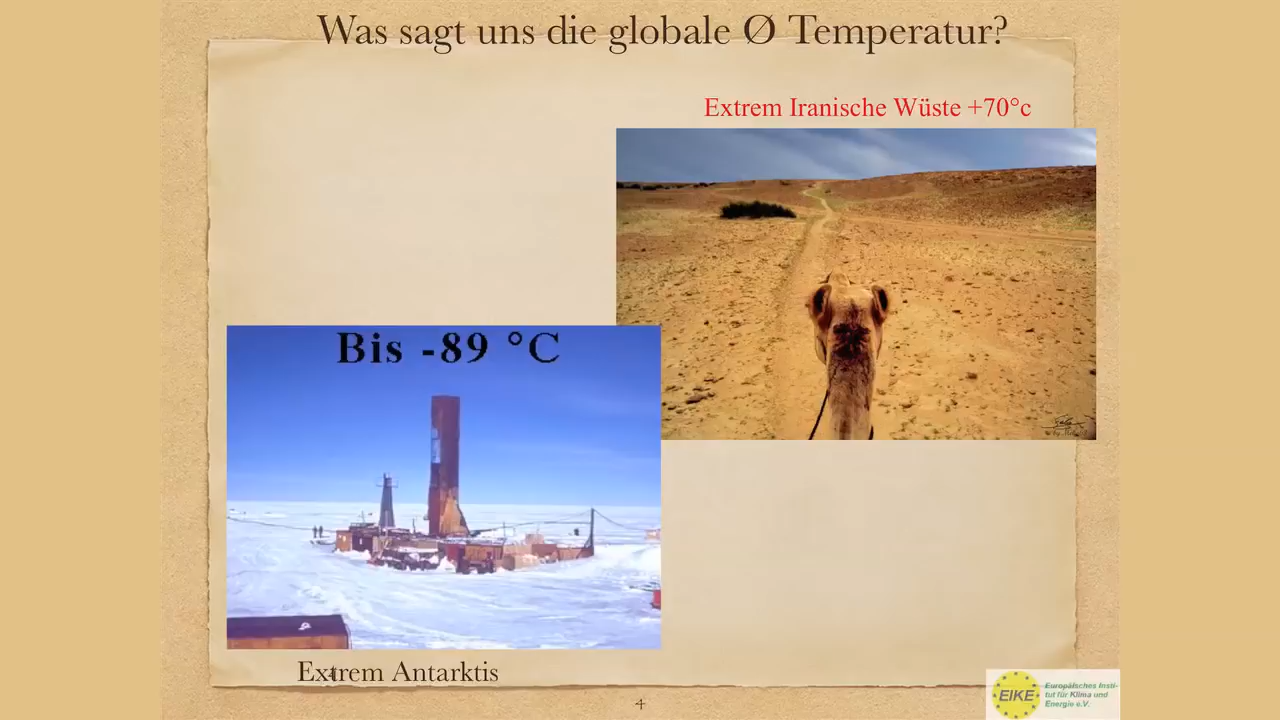 Was sagt uns die globale Ø Temperatur?
Extrem Iranische Wüste +70°c
Bis -89 °C
Extrem Antarktis
4
EIKE
Europäisches Insti-
tut für Klima und
Energie e.V.